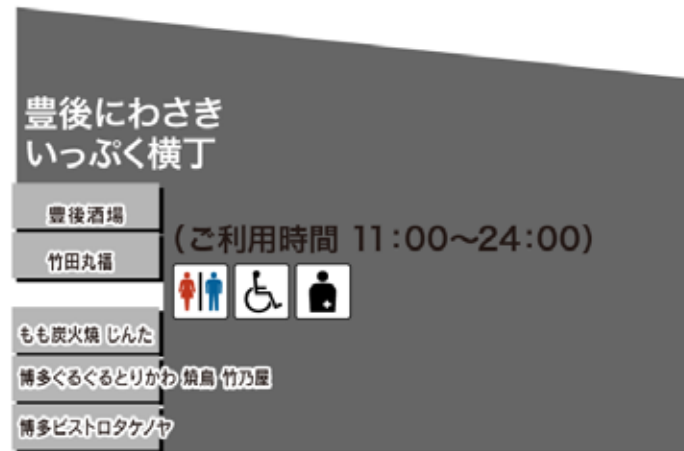 豊後にわさき
いっぷく横丁
豊後酒場
(ご利用時間 11:00～24:00)
竹田丸福
もも炭火焼 じんた
博多ぐるぐるとりかわ 焼鳥 竹乃屋
博多ビストロタケノヤ